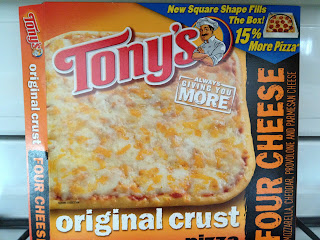 Tony's
New Square Shape Fills
The Box!
15%
More Pizza*
ALWAYS
GIVING YOU
MORE
original crust
FOUR CHEESE
original crust
pizza
FOUR CHEESE
MOZZARELLA, CHEDDAR, PROVOLONE AND PARMESAN CHEESE